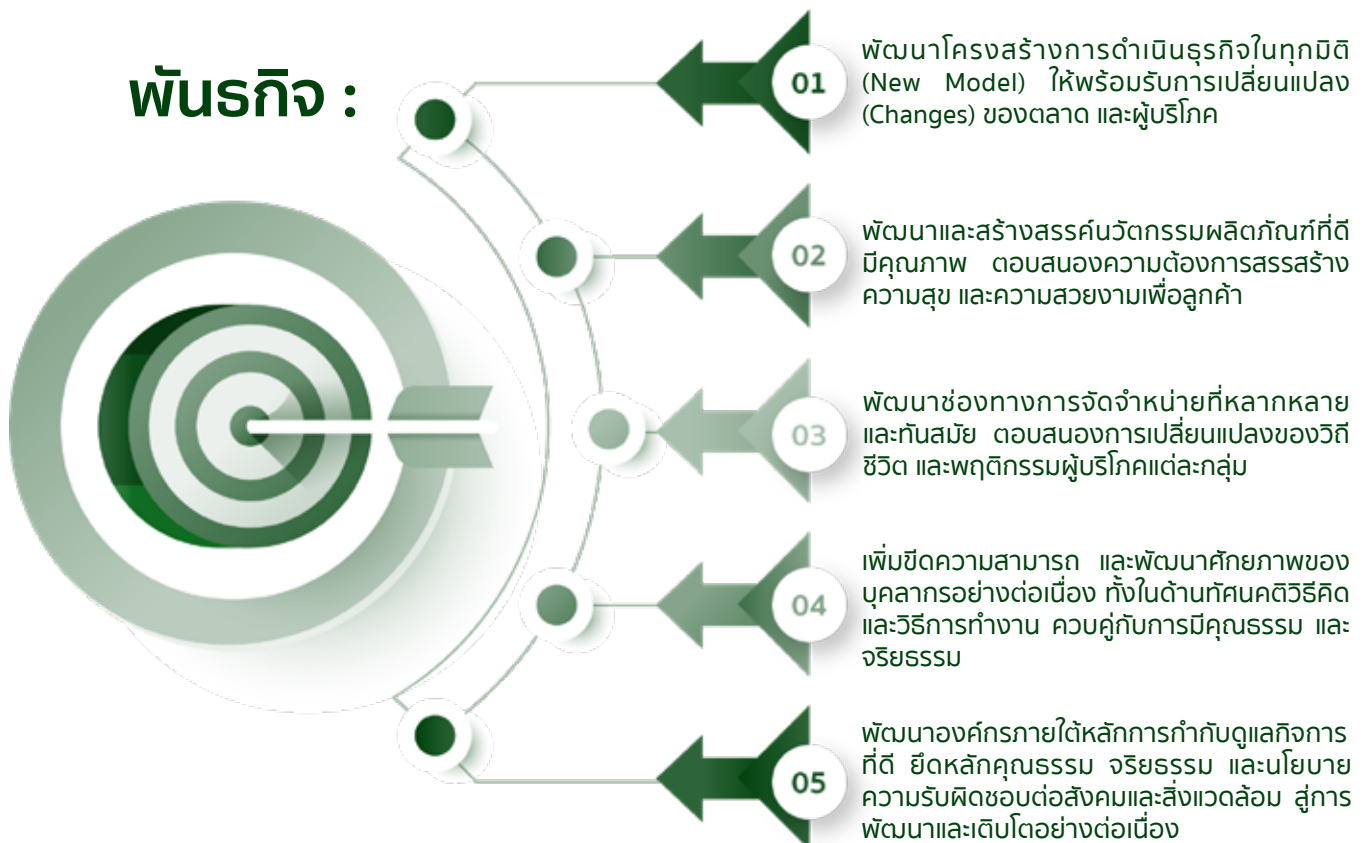 พันธกิจ :
01
พัฒนาโครงสร้างการดำเนินธุรกิจในทุกมิติ
(New Model) ให้พร้อมรับการเปลี่ยนแปลง
(Changes) ของตลาด และผู้บริโภค
02
พัฒนาและสร้างสรรค์นวัตกรรมผลิตภัณฑ์ที่ดี
มีคุณภาพ ตอบสนองความต้องการสรรสร้าง
ความสุข และความสวยงามเพื่อลูกค้า
03
พัฒนาช่องทางการจัดจำหน่ายที่หลากหลาย
และทันสมัย ตอบสนองการเปลี่ยนแปลงของวิถี
ชีวิต และพฤติกรรมผู้บริโภคแต่ละกลุ่ม
04
เพิ่มขีดความสามารถ และพัฒนาศักยภาพของ
บุคลากรอย่างต่อเนื่อง ทั้งในด้านทัศนคติวิธีคิด
และวิธีการทำงาน ควบคู่กับการมีคุณธรรม และ
จริยธรรม
05
พัฒนาองค์กรภายใต้หลักการกำกับดูแลกิจการ
ที่ดี ยึดหลักคุณธรรม จริยธรรม และนโยบาย
ความรับผิดชอบต่อสังคมและสิ่งแวดล้อม สู่การ
พัฒนาและเติบโตอย่างต่อเนื่อง